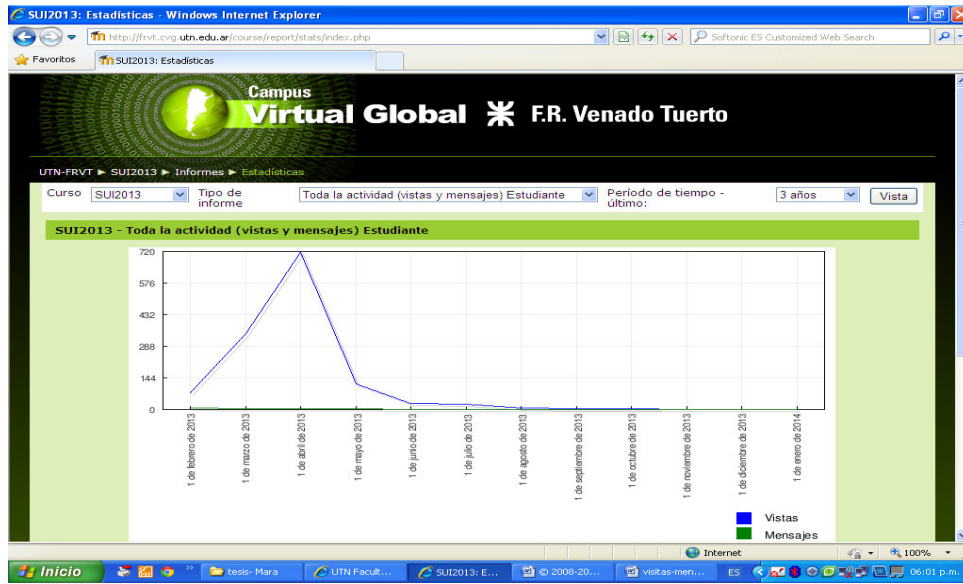 SUI2013: Estadísticas - Windows Internet Explorer
http://frvt.cvg.utn.edu.ar/course/report/stats/index.php
Softonic ES Customized Web Search
Favoritos
SUI2013: Estadísticas
Campus
Virtual Global F.R. Venado Tuerto
UTN-FRVT ► SUI2013 ► Informes ► Estadísticas
Curso SUI2013 Tipo de informe Toda la actividad (vistas y mensajes) Estudiante Período de tiempo - último: 3 años Vista
SUI2013 - Toda la actividad (vistas y mensajes) Estudiante
720
576
432
288
144
0
1 de febrero de 2013
1 de marzo de 2013
1 de abril de 2013
1 de mayo de 2013
1 de junio de 2013
1 de julio de 2013
1 de agosto de 2013
1 de septiembre de 2013
1 de octubre de 2013
1 de noviembre de 2013
1 de diciembre de 2013
1 de enero de 2014
Vistas
Mensajes
Internet 100%
Inicio tesis- Mara UTN Facult... SUI2013: E... © 2008-20... visitas-men... ES 06:01 p.m.